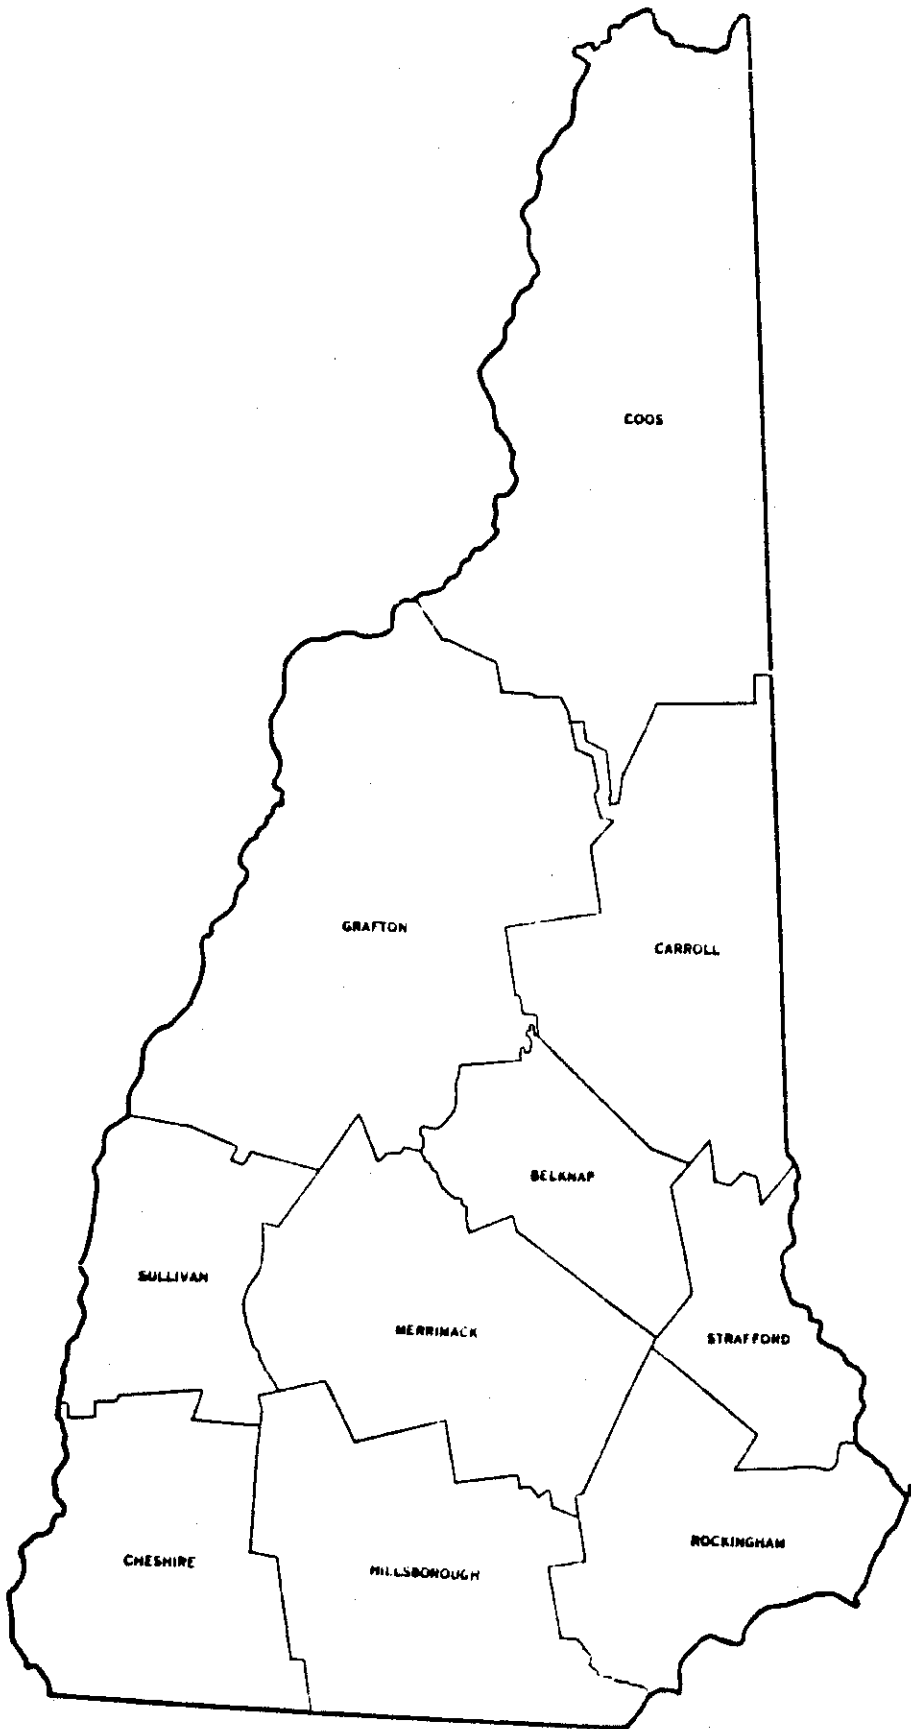 COOS
GRAFTON
CARROLL
BELKNAP
SULLIVAN
MERRIMACK
STRAFFORD
ROCKINGHAM
CHESHIRE
HILLSBOROUGH